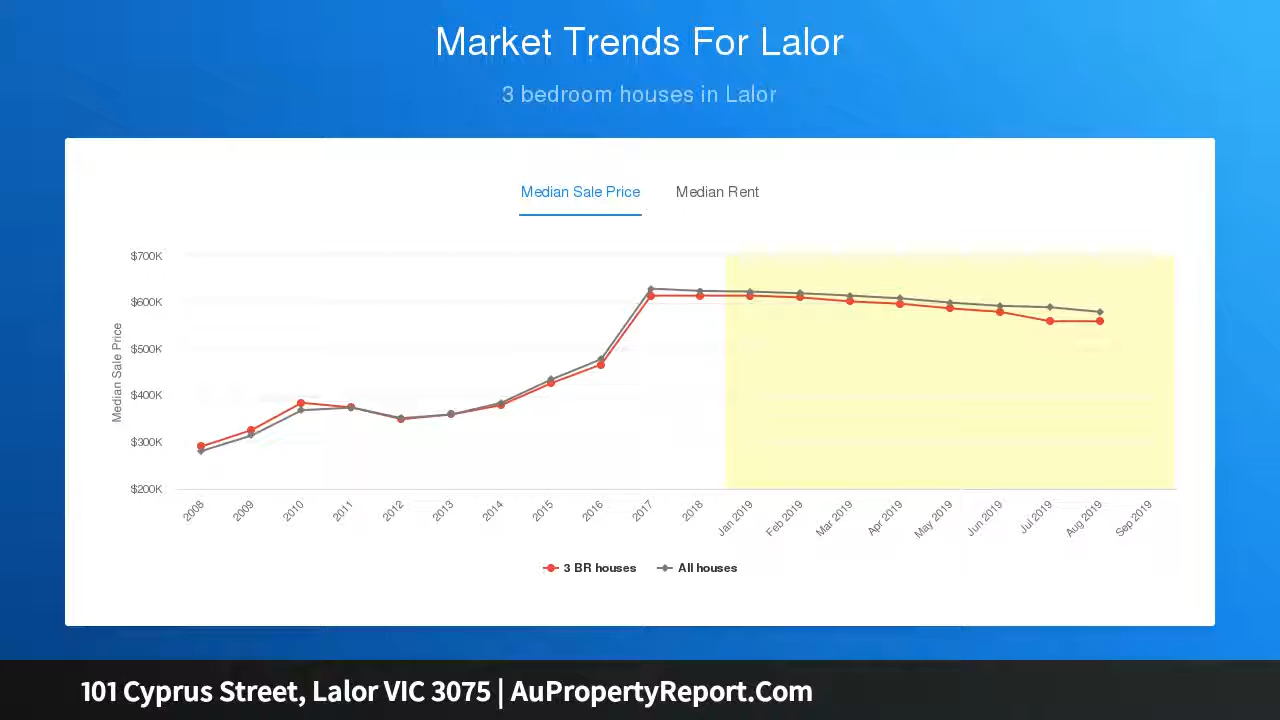 Market Trends For Lalor
3 bedroom houses in Lalor
Median Sale Price Median Rent
$700K
$600K
$500K
$400K
$300K
$200K
Median Sale Price
2008 2009 2010 2011 2012 2013 2014 2015 2016 2017 2018 Jan 2019 Feb 2019 Mar 2019 Apr 2019 May 2019 Jun 2019 Jul 2019 Aug 2019 Sep 2019
3 BR houses All houses
101 Cyprus Street, Lalor VIC 3075 | AuPropertyReport.Com